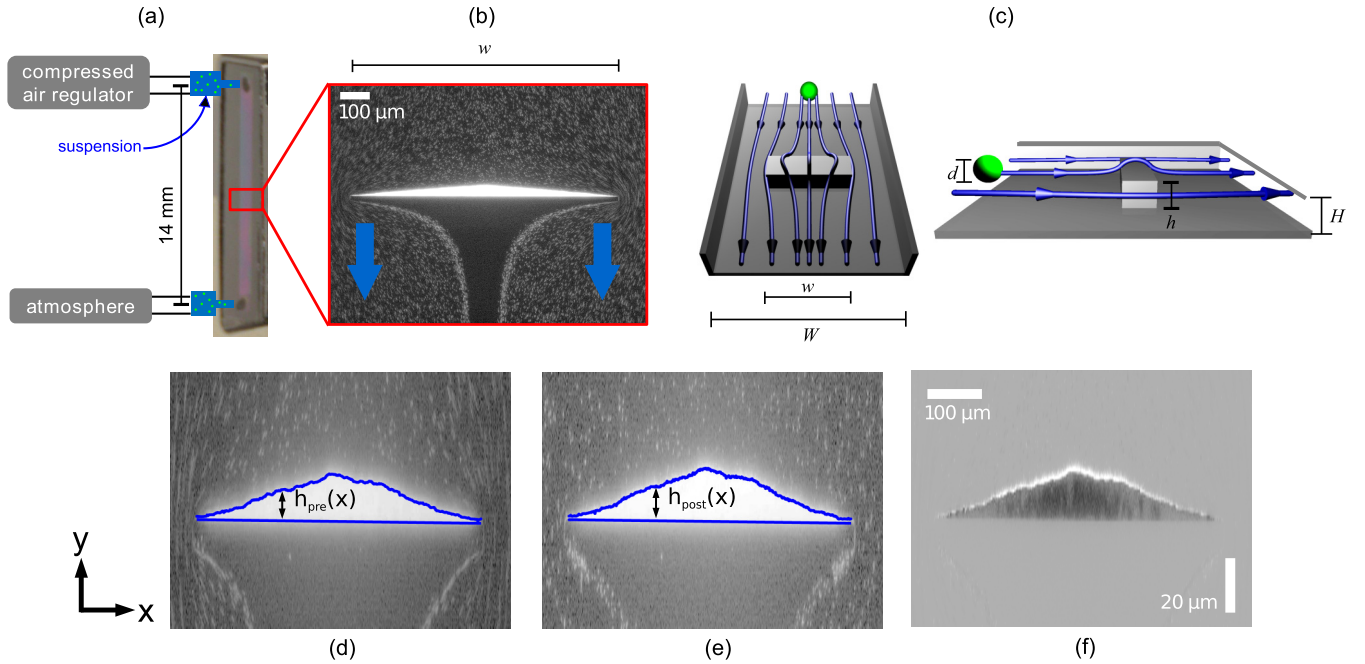 (a)
(b)
(c)
compressed
air regulator
suspension
14 mm
atmosphere
w
100 µm
d
h
H
w
W
h_pre(x)
h_post(x)
100 µm
20 µm
y
x
(d)
(e)
(f)